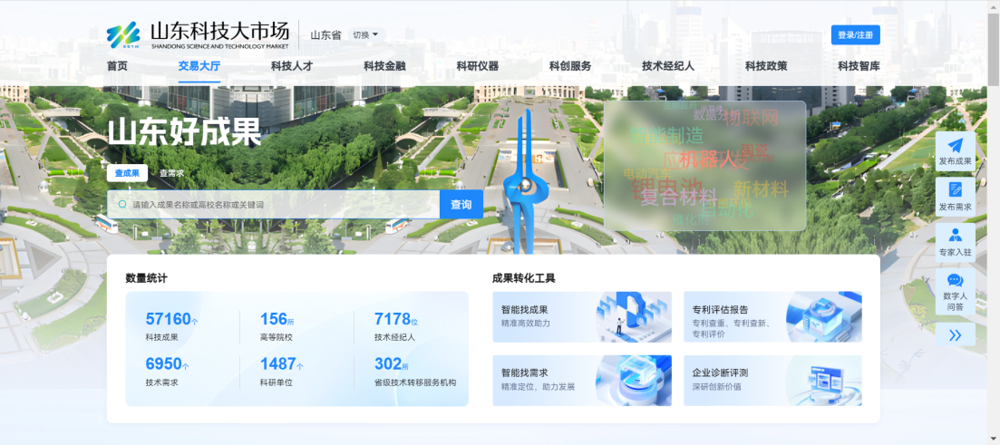 山东科技大市场
SHANDONG SCIENCE AND TECHNOLOGY MARKET
山东省 切换
登录/注册
首页 交易大厅 科技人才 科技金融 科研仪器 科创服务 技术经纪人 科技政策 科技智库
山东好成果
查成果 查需求
请输入成果名称或高校名称或关键词 查询
数据分析
物联网
智能制造
机器人
电动汽车
锂电池
新材料
复合材料
发布成果
发布需求
专家入驻
数字人
问答
数量统计
57160个 156所 7178位
科技成果 高等院校 技术经纪人
6950个 1487个 302所
技术需求 科研单位 省级技术转移服务机构
成果转化工具
智能找成果
精准高效助力
专利评估报告
专利查重、专利查新、
专利评价
智能找需求
精准定位，助力发展
企业诊断评测
深研创新价值